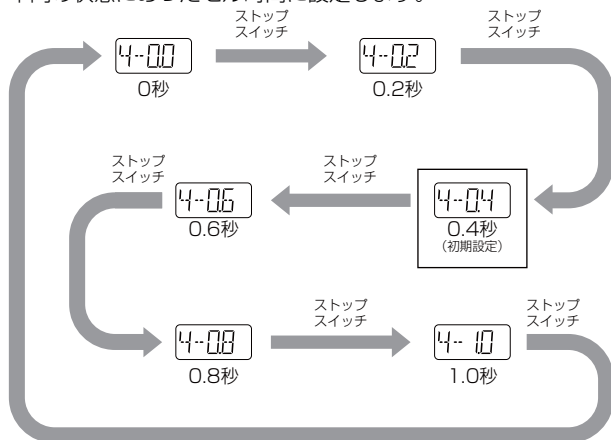 ストップ
スイッチ
ストップ
スイッチ
4-0.0
0秒
4-0.2
0.2秒
ストップ
スイッチ
ストップ
スイッチ
4-0.6
0.6秒
4-0.4
0.4秒
(初期設定)
4-0.8
0.8秒
ストップ
スイッチ
4- 1.0
1.0秒
ストップ
スイッチ